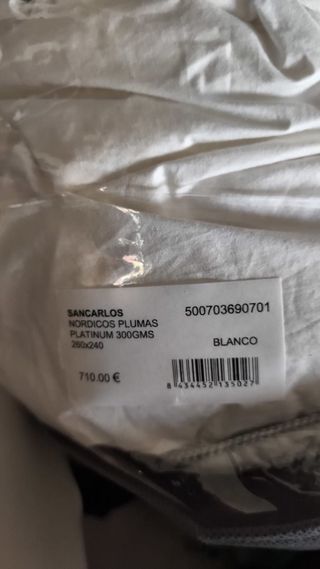 SANCARLOS 500703690701
NORDICOS PLUMAS
PLATINUM 300GMS
260x240 BLANCO
710.00 €
8 434452 135027